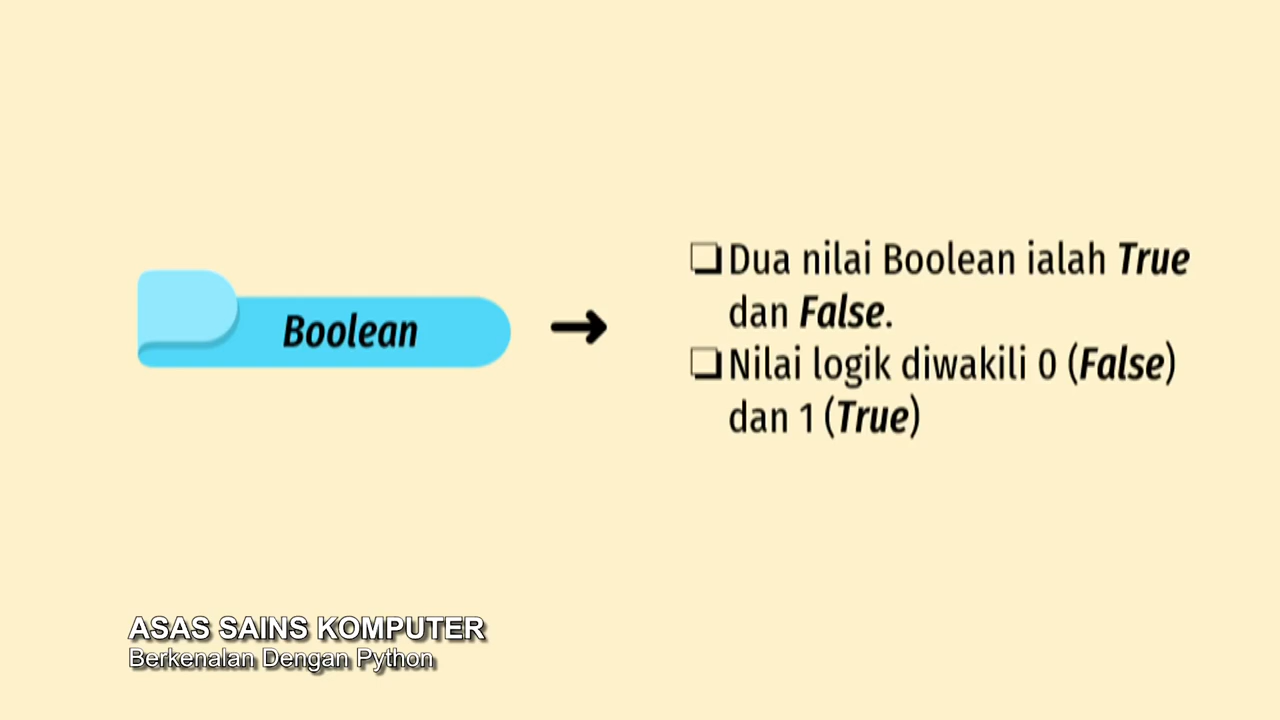 Boolean
Dua nilai Boolean ialah True
dan False.
Nilai logik diwakili 0 (False)
dan 1 (True)
ASAS SAINS KOMPUTER
Berkenalan Dengan Python